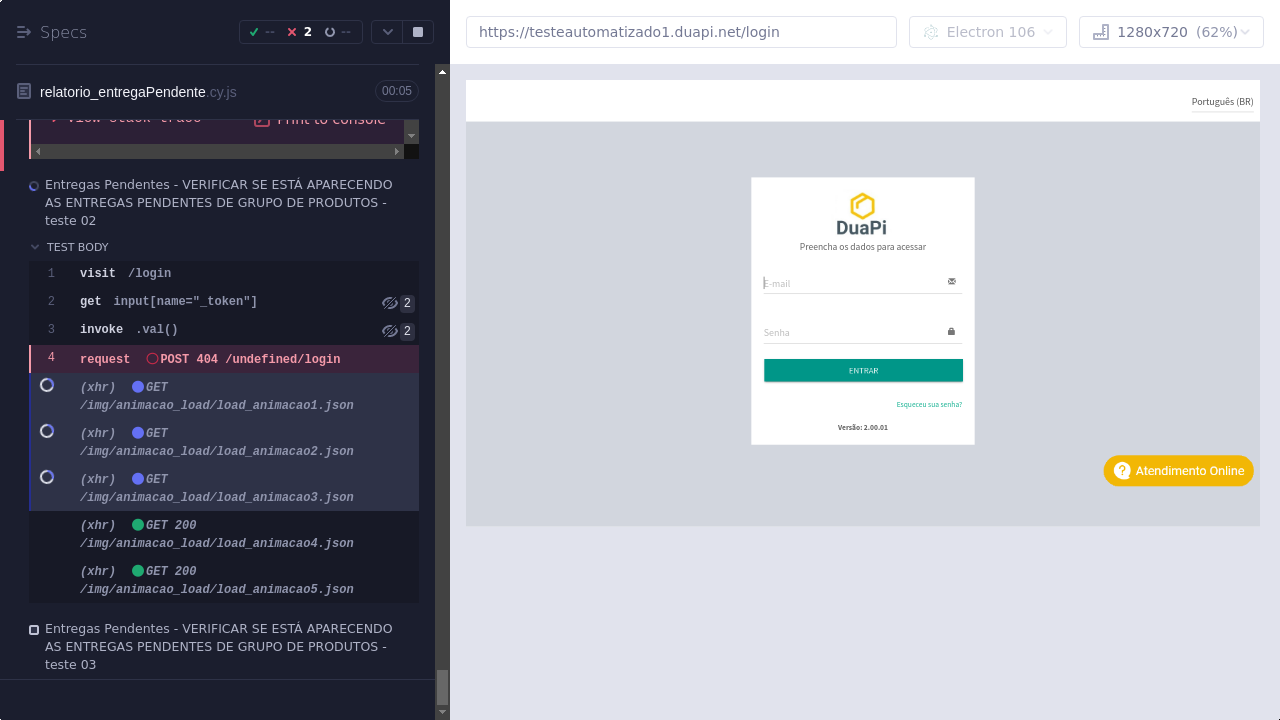 Specs
-- 2 --
relatorio_entregaPendente.cy.js 00:05
View stack trace Print to console
Entregas Pendentes - VERIFICAR SE ESTÁ APARECENDO
AS ENTREGAS PENDENTES DE GRUPO DE PRODUTOS -
teste 02
TEST BODY
1 visit /login
2 get input[name="_token"] 2
3 invoke .val() 2
4 request POST 404 /undefined/login
(xhr) GET
/img/animacao_load/load_animacao1.json
(xhr) GET
/img/animacao_load/load_animacao2.json
(xhr) GET
/img/animacao_load/load_animacao3.json
(xhr) GET 200
/img/animacao_load/load_animacao4.json
(xhr) GET 200
/img/animacao_load/load_animacao5.json
Entregas Pendentes - VERIFICAR SE ESTÁ APARECENDO
AS ENTREGAS PENDENTES DE GRUPO DE PRODUTOS -
teste 03
https://testeautomatizado1.duapi.net/login
Electron 106
1280x720 (62%)
Português (BR)
DuaPi
Preencha os dados para acessar
E-mail
Senha
ENTRAR
Esqueceu sua senha?
Versão: 2.00.01
Atendimento Online